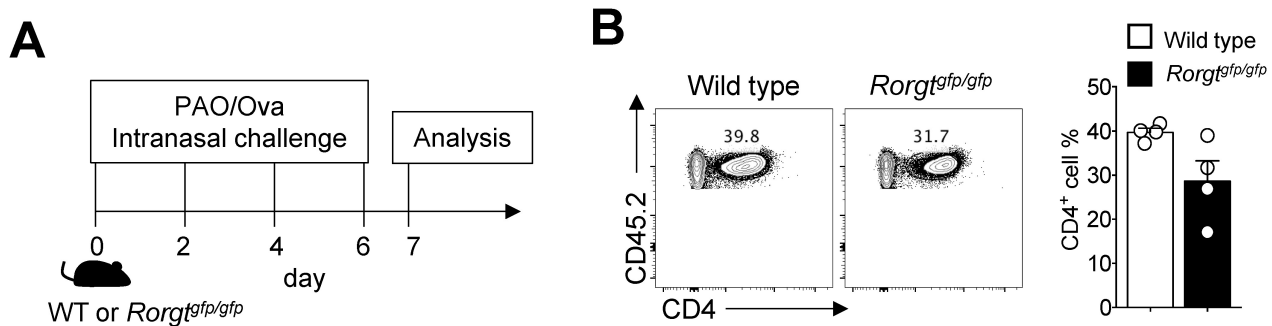 A
PAO/Ova
Intranasal challenge
Analysis
0 2 4 6 7
day
WT or Rorgtgfp/gfp
B
Wild type
Rorgtgfp/gfp
39.8
31.7
CD45.2
CD4
Wild type
Rorgtgfp/gfp
CD4+ cell %
50
40
30
20
10
0